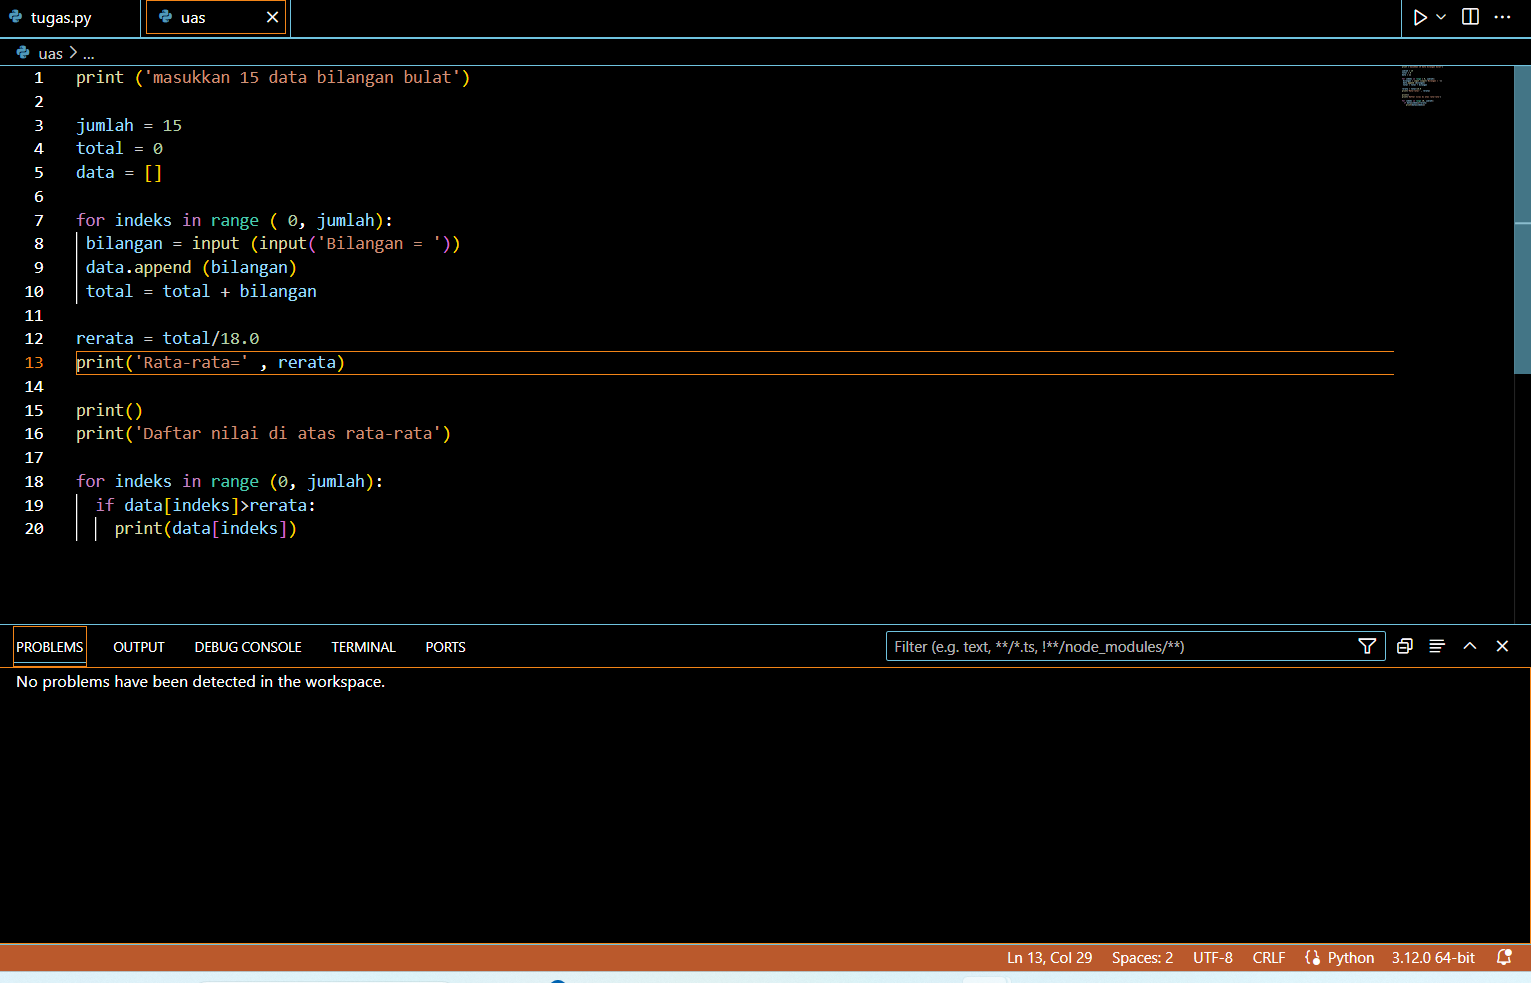 tugas.py
uas
uas > ...
1 print ('masukkan 15 data bilangan bulat')
2
3 jumlah = 15
4 total = 0
5 data = []
6
7 for indeks in range ( 0, jumlah):
8  bilangan = input (input('Bilangan = '))
9  data.append (bilangan)
10  total = total + bilangan
11
12 rerata = total/18.0
13 print('Rata-rata=' , rerata)
14
15 print()
16 print('Daftar nilai di atas rata-rata')
17
18 for indeks in range (0, jumlah):
19   if data[indeks]>rerata:
20     print(data[indeks])
PROBLEMS OUTPUT DEBUG CONSOLE TERMINAL PORTS Filter (e.g. text, **/*.ts, !**/node_modules/**)
No problems have been detected in the workspace.
Ln 13, Col 29 Spaces: 2 UTF-8 CRLF Python 3.12.0 64-bit